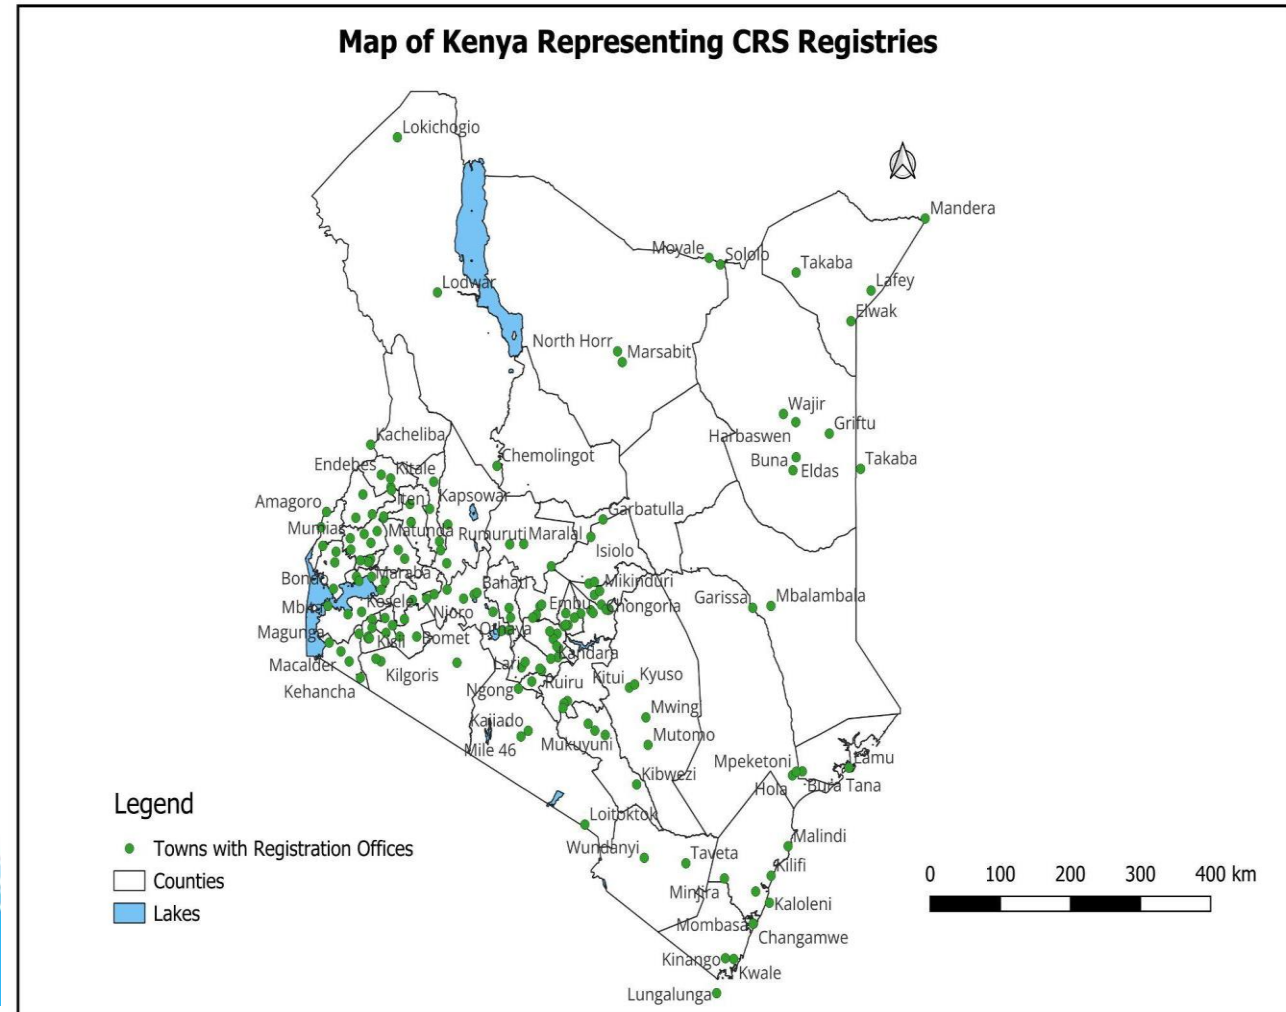 Map of Kenya Representing CRS Registries
Lokichogio
Mandera
Moyale
Sololo
Takaba
Lafey
Lodwar
Elwak
North Horr
Marsabit
Wajir
Griftu
Harbaswen
Kacheliba
Chemolingot
Buna
Eldas
Takaba
Endebes
Kitale
Iten
Kapsowar
Amagoro
Garbatulla
Mumias
Matunda
Rumuruti
Maralal
Isiolo
Bondo
Maraba
Bahati
Mikinduri
Garissa
Mbalambala
Mbita
Kosele
Njoro
Embu
Chongoria
Magunga
Kisii
Bomet
Othaya
Kandara
Macalder
Kilgoris
Lari
Kehancha
Ngong
Ruiru
Kitui
Kyuso
Mwing
Kajiado
Mutomo
Mile 46
Mukuyuni
Mpeketoni
Lamu
Kibwezi
Hola
Bura Tana
Loitoktok
Malindi
Wundanyi
Taveta
Kilifi
Minjira
Kaloleni
Mombasa
Changamwe
Kinango
Kwale
Lungalunga
Legend
Towns with Registration Offices
Counties
Lakes
0 100 200 300 400 km